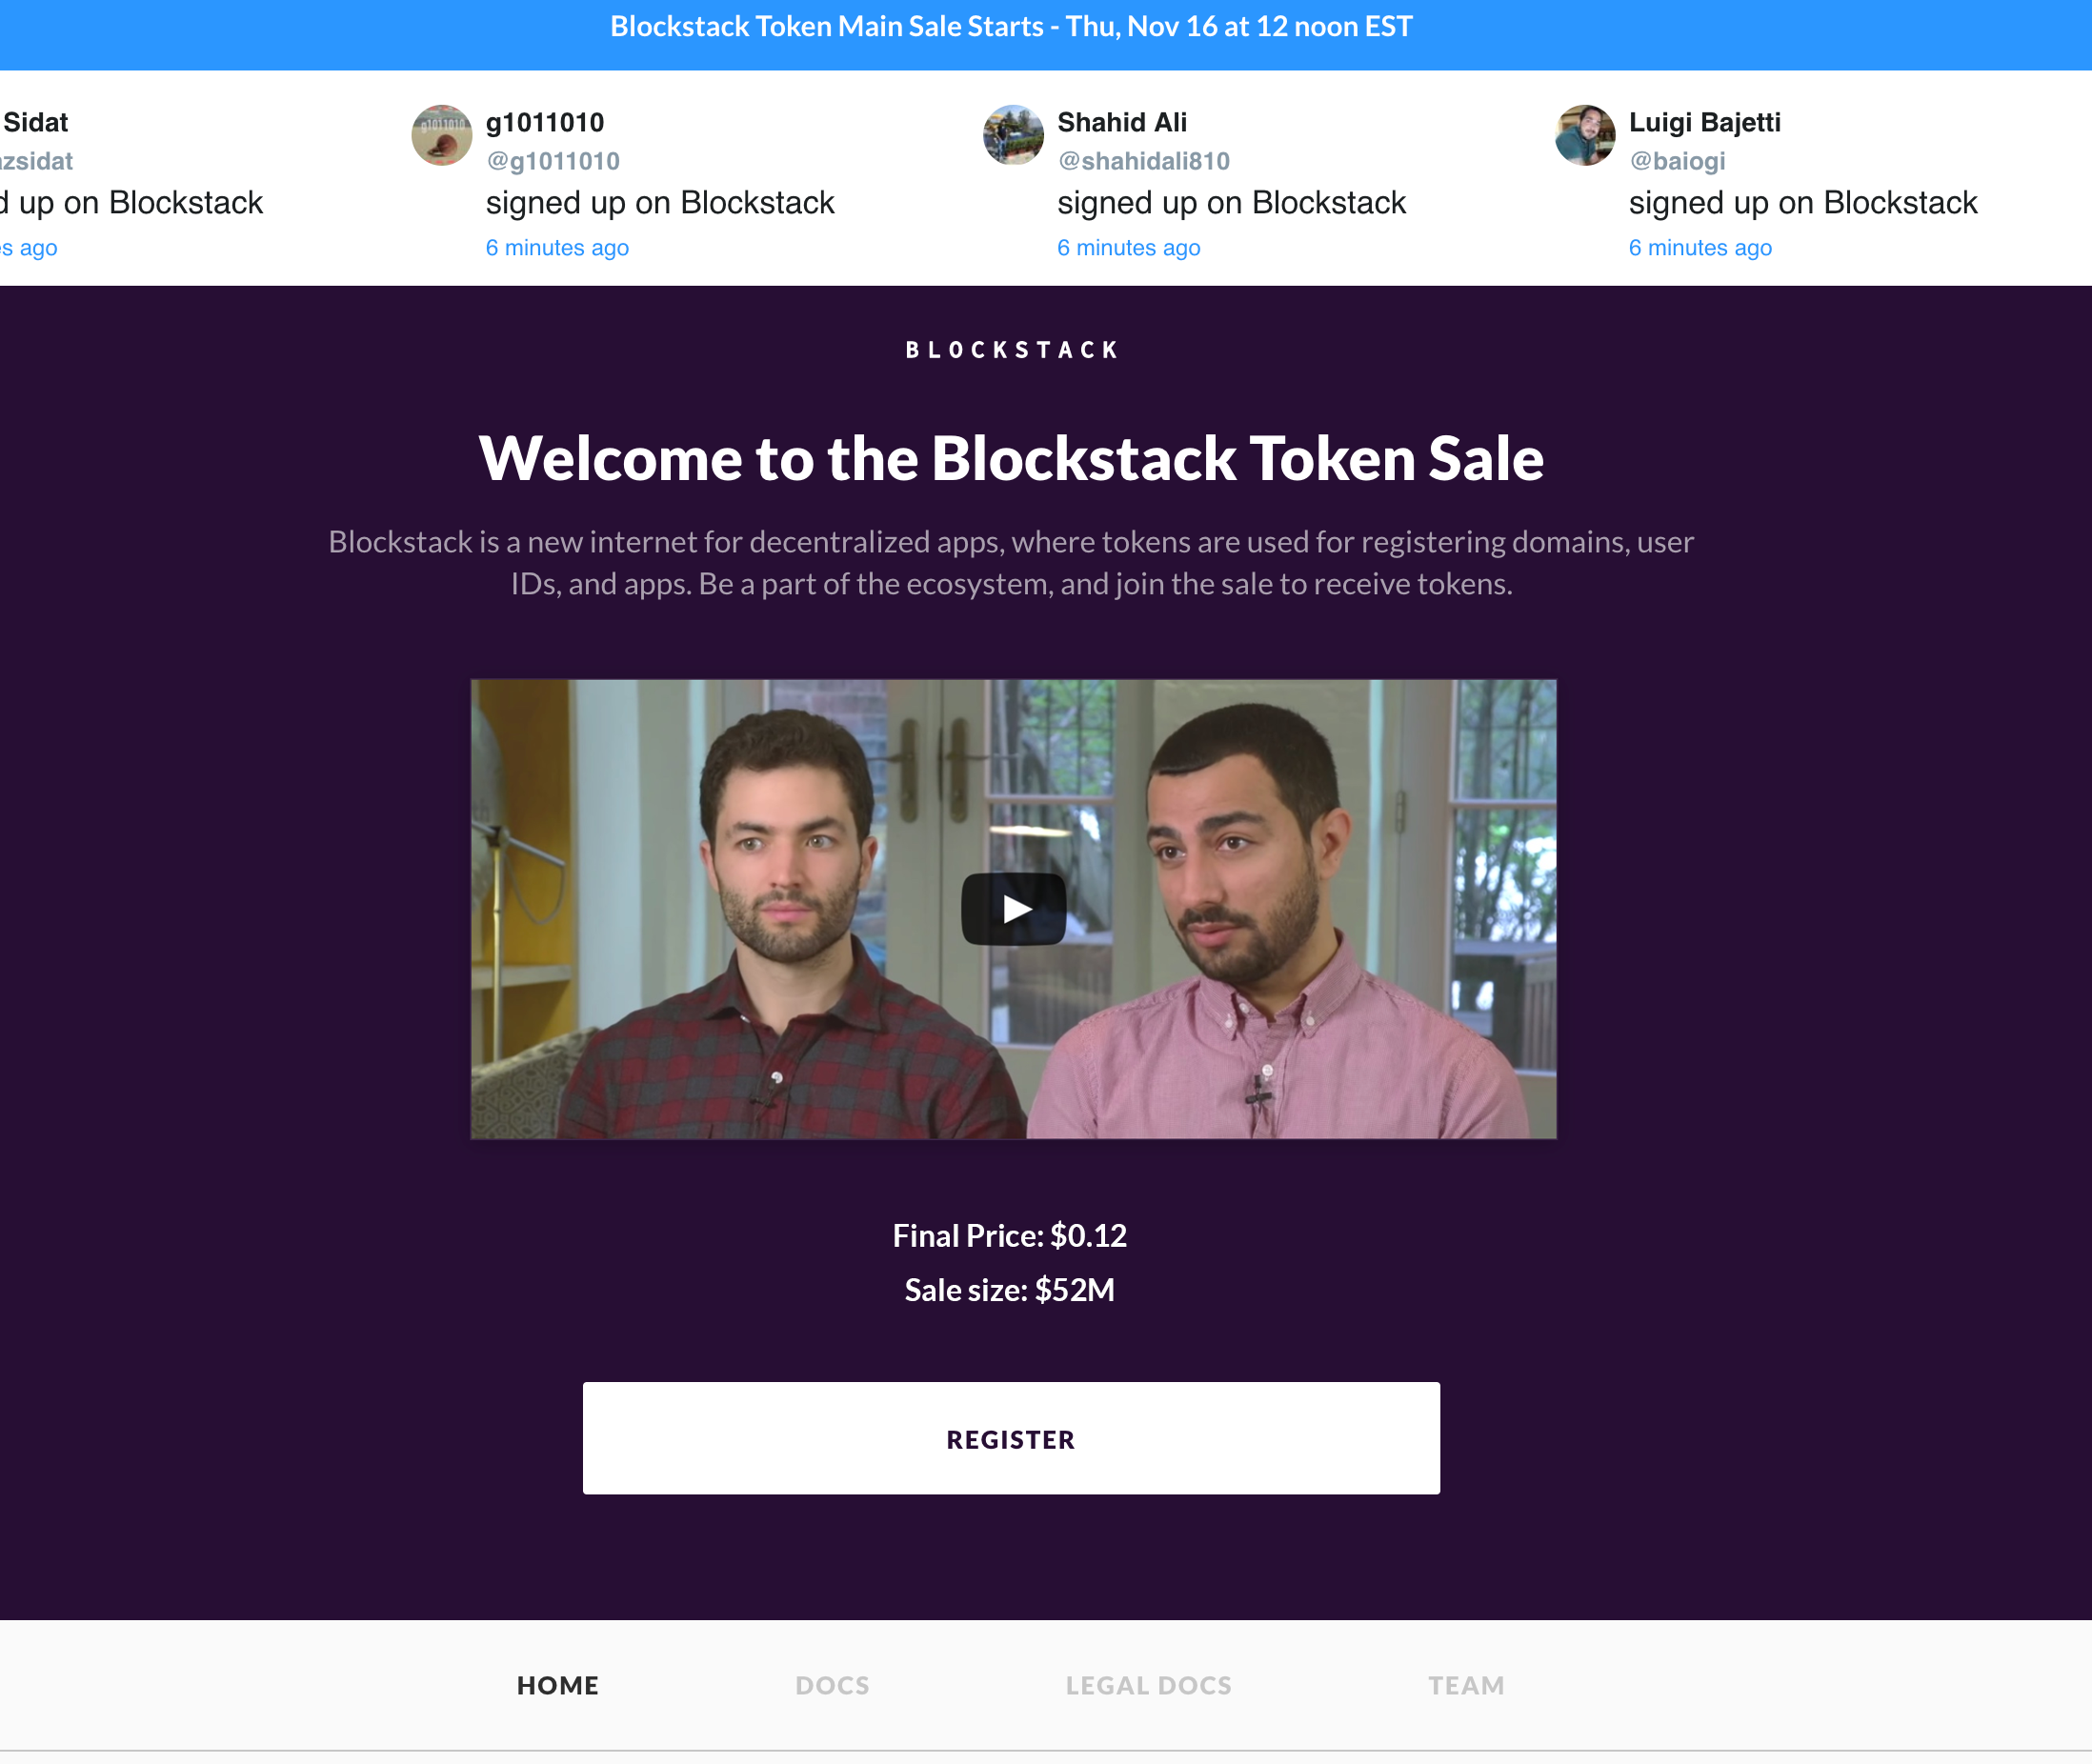 Blockstack Token Main Sale Starts - Thu, Nov 16 at 12 noon EST
Sidat
zsidat
up on Blockstack
ago
g1011010
@g1011010
signed up on Blockstack
6 minutes ago
Shahid Ali
@shahidali810
signed up on Blockstack
6 minutes ago
Luigi Bajetti
@baiogi
signed up on Blockstack
6 minutes ago
BLOCKSTACK
Welcome to the Blockstack Token Sale
Blockstack is a new internet for decentralized apps, where tokens are used for registering domains, user
IDs, and apps. Be a part of the ecosystem, and join the sale to receive tokens.
Final Price: $0.12
Sale size: $52M
REGISTER
HOME
DOCS
LEGAL DOCS
TEAM